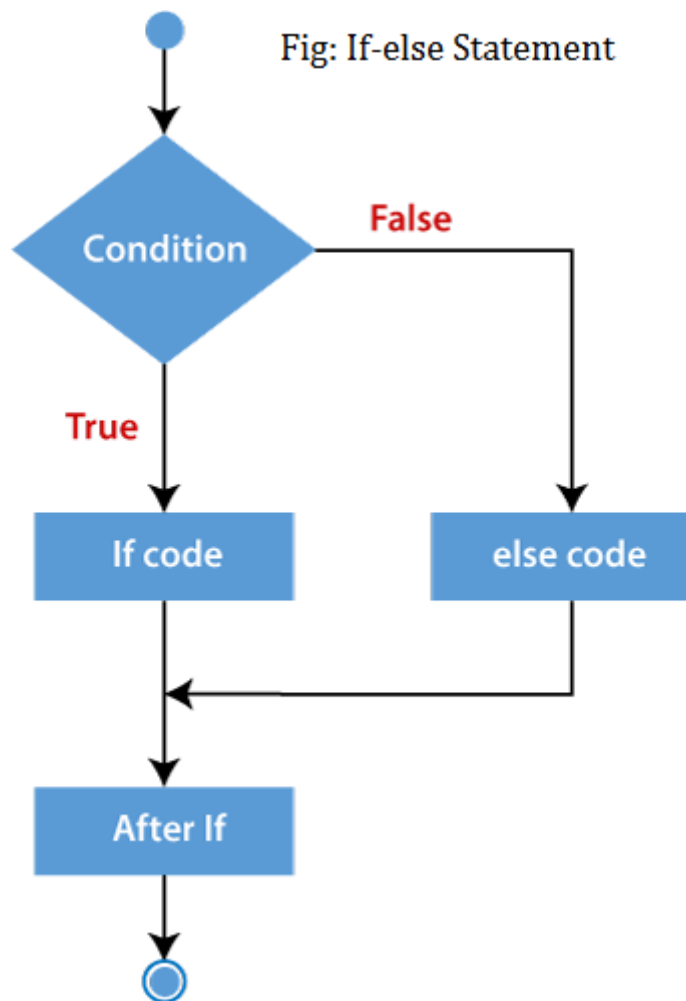 Fig: If-else Statement
Condition
False
True
If code
else code
After If